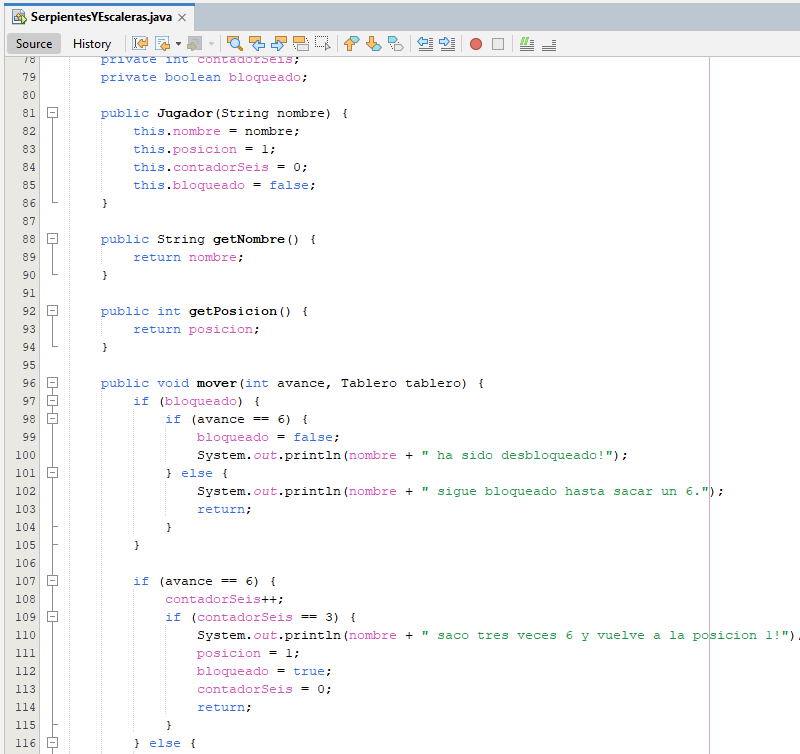 SerpientesYEscaleras.java
Source History
78 private int contadorSeis;
79 private boolean bloqueado;
80
81 public Jugador(String nombre) {
82 this.nombre = nombre;
83 this.posicion = 1;
84 this.contadorSeis = 0;
85 this.bloqueado = false;
86 }
87
88 public String getNombre() {
89 return nombre;
90 }
91
92 public int getPosicion() {
93 return posicion;
94 }
95
96 public void mover(int avance, Tablero tablero) {
97 if (bloqueado) {
98 if (avance == 6) {
99 bloqueado = false;
100 System.out.println(nombre + " ha sido desbloqueado!");
101 } else {
102 System.out.println(nombre + " sigue bloqueado hasta sacar un 6.");
103 return;
104 }
105 }
106
107 if (avance == 6) {
108 contadorSeis++;
109 if (contadorSeis == 3) {
110 System.out.println(nombre + " saco tres veces 6 y vuelve a la posicion 1!");
111 posicion = 1;
112 bloqueado = true;
113 contadorSeis = 0;
114 return;
115 }
116 } else {